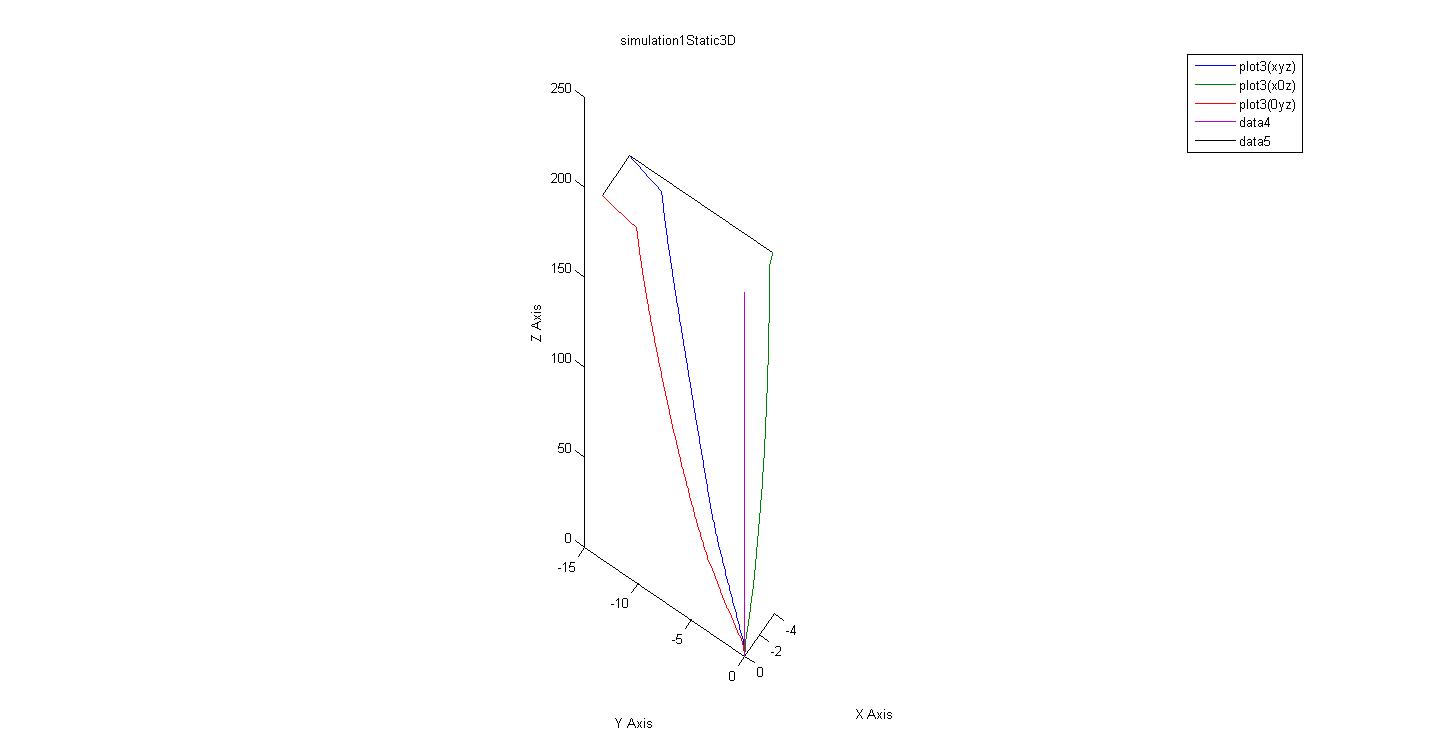 simulation1Static3D
plot3(xyz)
plot3(x0z)
plot3(0yz)
data4
data5
250
200
150
100
50
0
Z Axis
-15
-10
-5
0
0
-2
-4
Y Axis
X Axis